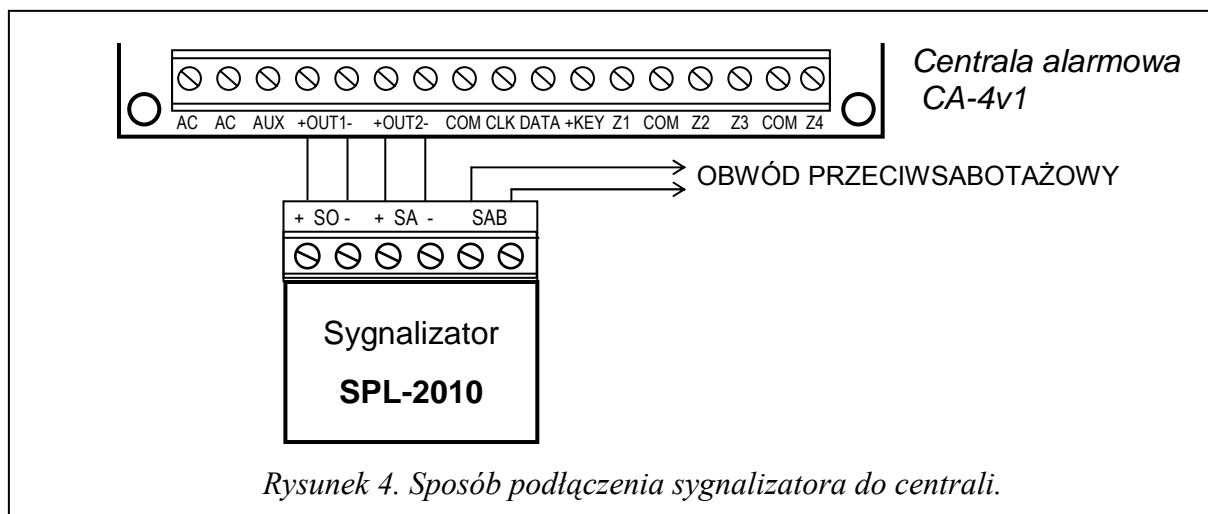 Centrala alarmowa
CA-4v1
AC AC AUX +OUT1- +OUT2- COM CLK DATA +KEY Z1 COM Z2 Z3 COM Z4
OBWÓD PRZECIWSABOTAŻOWY
+ SO - + SA - SAB
Sygnalizator
SPL-2010
Rysunek 4. Sposób podłączenia sygnalizatora do centrali.